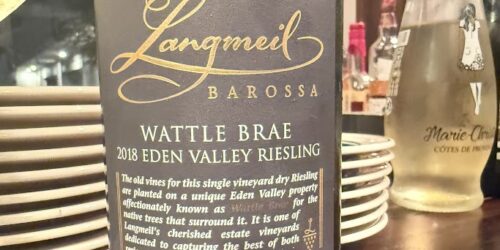 Langmeil
BAROSSA
WATTLE BRAE
2018 EDEN VALLEY RIESLING
The old vines for this single vineyard dry Riesling
are planted on a unique Eden Valley property
affectionately known as Wattle Brae for the
native trees that surround it. It is one of
Langmeil's cherished estate vineyards
dedicated to capturing the best of both
Marie-Ch
CÔTES DE PROVEN